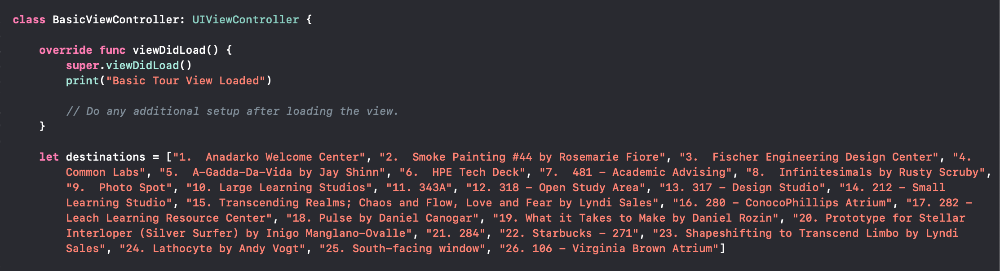 class BasicViewController: UIViewController {
override func viewDidLoad() {
super.viewDidLoad()
print("Basic Tour View Loaded")
// Do any additional setup after loading the view.
}
let destinations = ["1.  Anadarko Welcome Center", "2.  Smoke Painting #44 by Rosemarie Fiore", "3.  Fischer Engineering Design Center", "4.
Common Labs", "5.  A-Gadda-Da-Vida by Jay Shinn", "6.  HPE Tech Deck", "7.  481 - Academic Advising", "8.  Infinitesimals by Rusty Scruby",
"9.  Photo Spot", "10. Large Learning Studios", "11. 343A", "12. 318 - Open Study Area", "13. 317 - Design Studio", "14. 212 - Small
Learning Studio", "15. Transcending Realms; Chaos and Flow, Love and Fear by Lyndi Sales", "16. 280 - ConocoPhillips Atrium", "17. 282 -
Leach Learning Resource Center", "18. Pulse by Daniel Canogar", "19. What it Takes to Make by Daniel Rozin", "20. Prototype for Stellar
Interloper (Silver Surfer) by Inigo Manglano-Ovalle", "21. 284", "22. Starbucks - 271", "23. Shapeshifting to Transcend Limbo by Lyndi
Sales", "24. Lathocyte by Andy Vogt", "25. South-facing window", "26. 106 - Virginia Brown Atrium"]